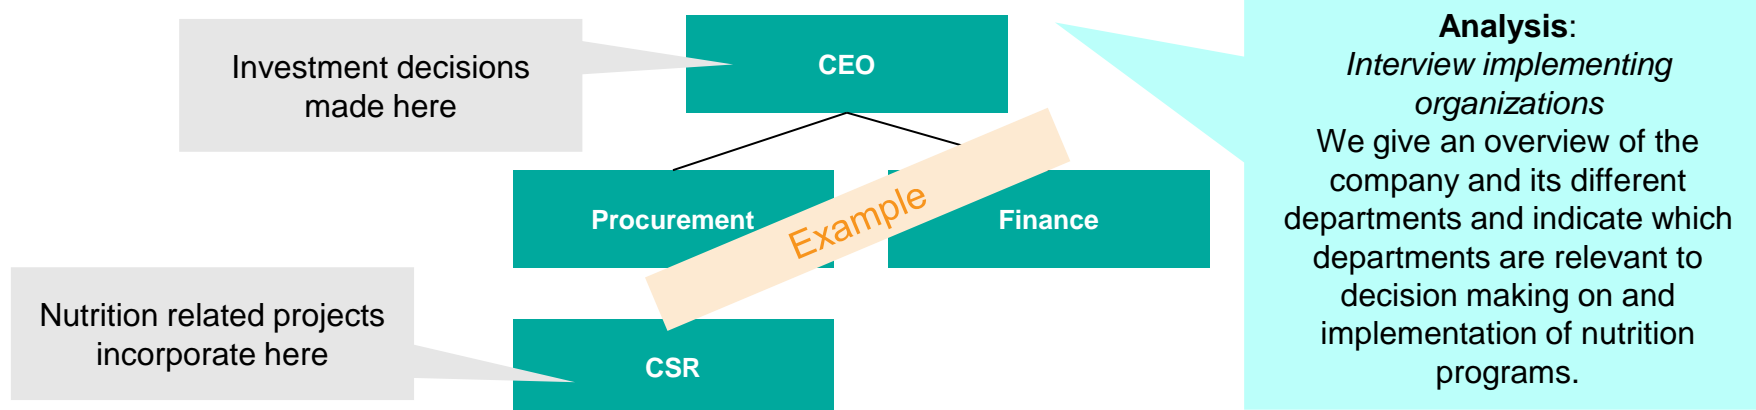 Investment decisions
made here
CEO
Procurement
Finance
Example
Nutrition related projects
incorporate here
CSR
Analysis:
Interview implementing
organizations
We give an overview of the
company and its different
departments and indicate which
departments are relevant to
decision making on and
implementation of nutrition
programs.